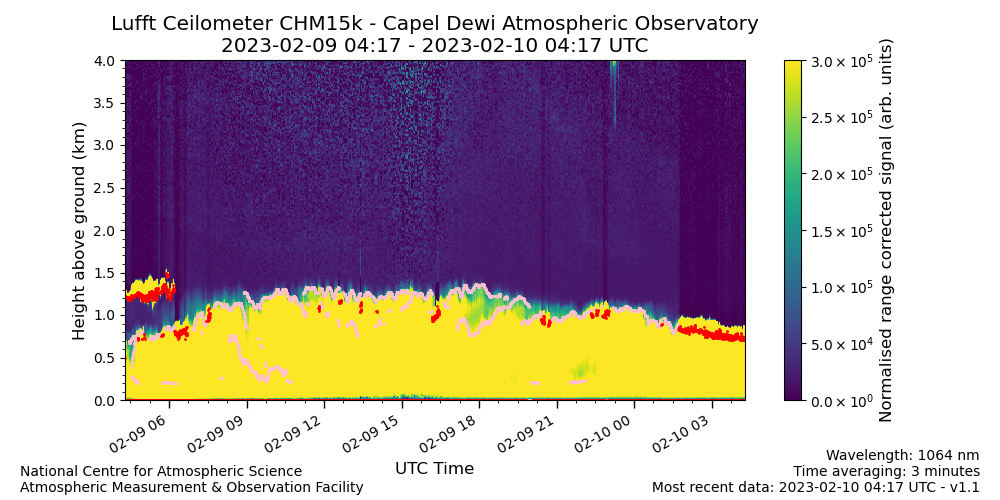 Lufft Ceilometer CHM15k - Capel Dewi Atmospheric Observatory
2023-02-09 04:17 - 2023-02-10 04:17 UTC
4.0
3.5
3.0
2.5
2.0
1.5
1.0
0.5
0.0
Height above ground (km)
02-09 06
02-09 09
02-09 12
02-09 15
02-09 18
02-09 21
02-10 00
02-10 03
UTC Time
3.0 × 10⁵
2.5 × 10⁵
2.0 × 10⁵
1.5 × 10⁵
1.0 × 10⁵
5.0 × 10⁴
0.0 × 10⁰
Normalised range corrected signal (arb. units)
National Centre for Atmospheric Science
Atmospheric Measurement & Observation Facility
Wavelength: 1064 nm
Time averaging: 3 minutes
Most recent data: 2023-02-10 04:17 UTC - v1.1